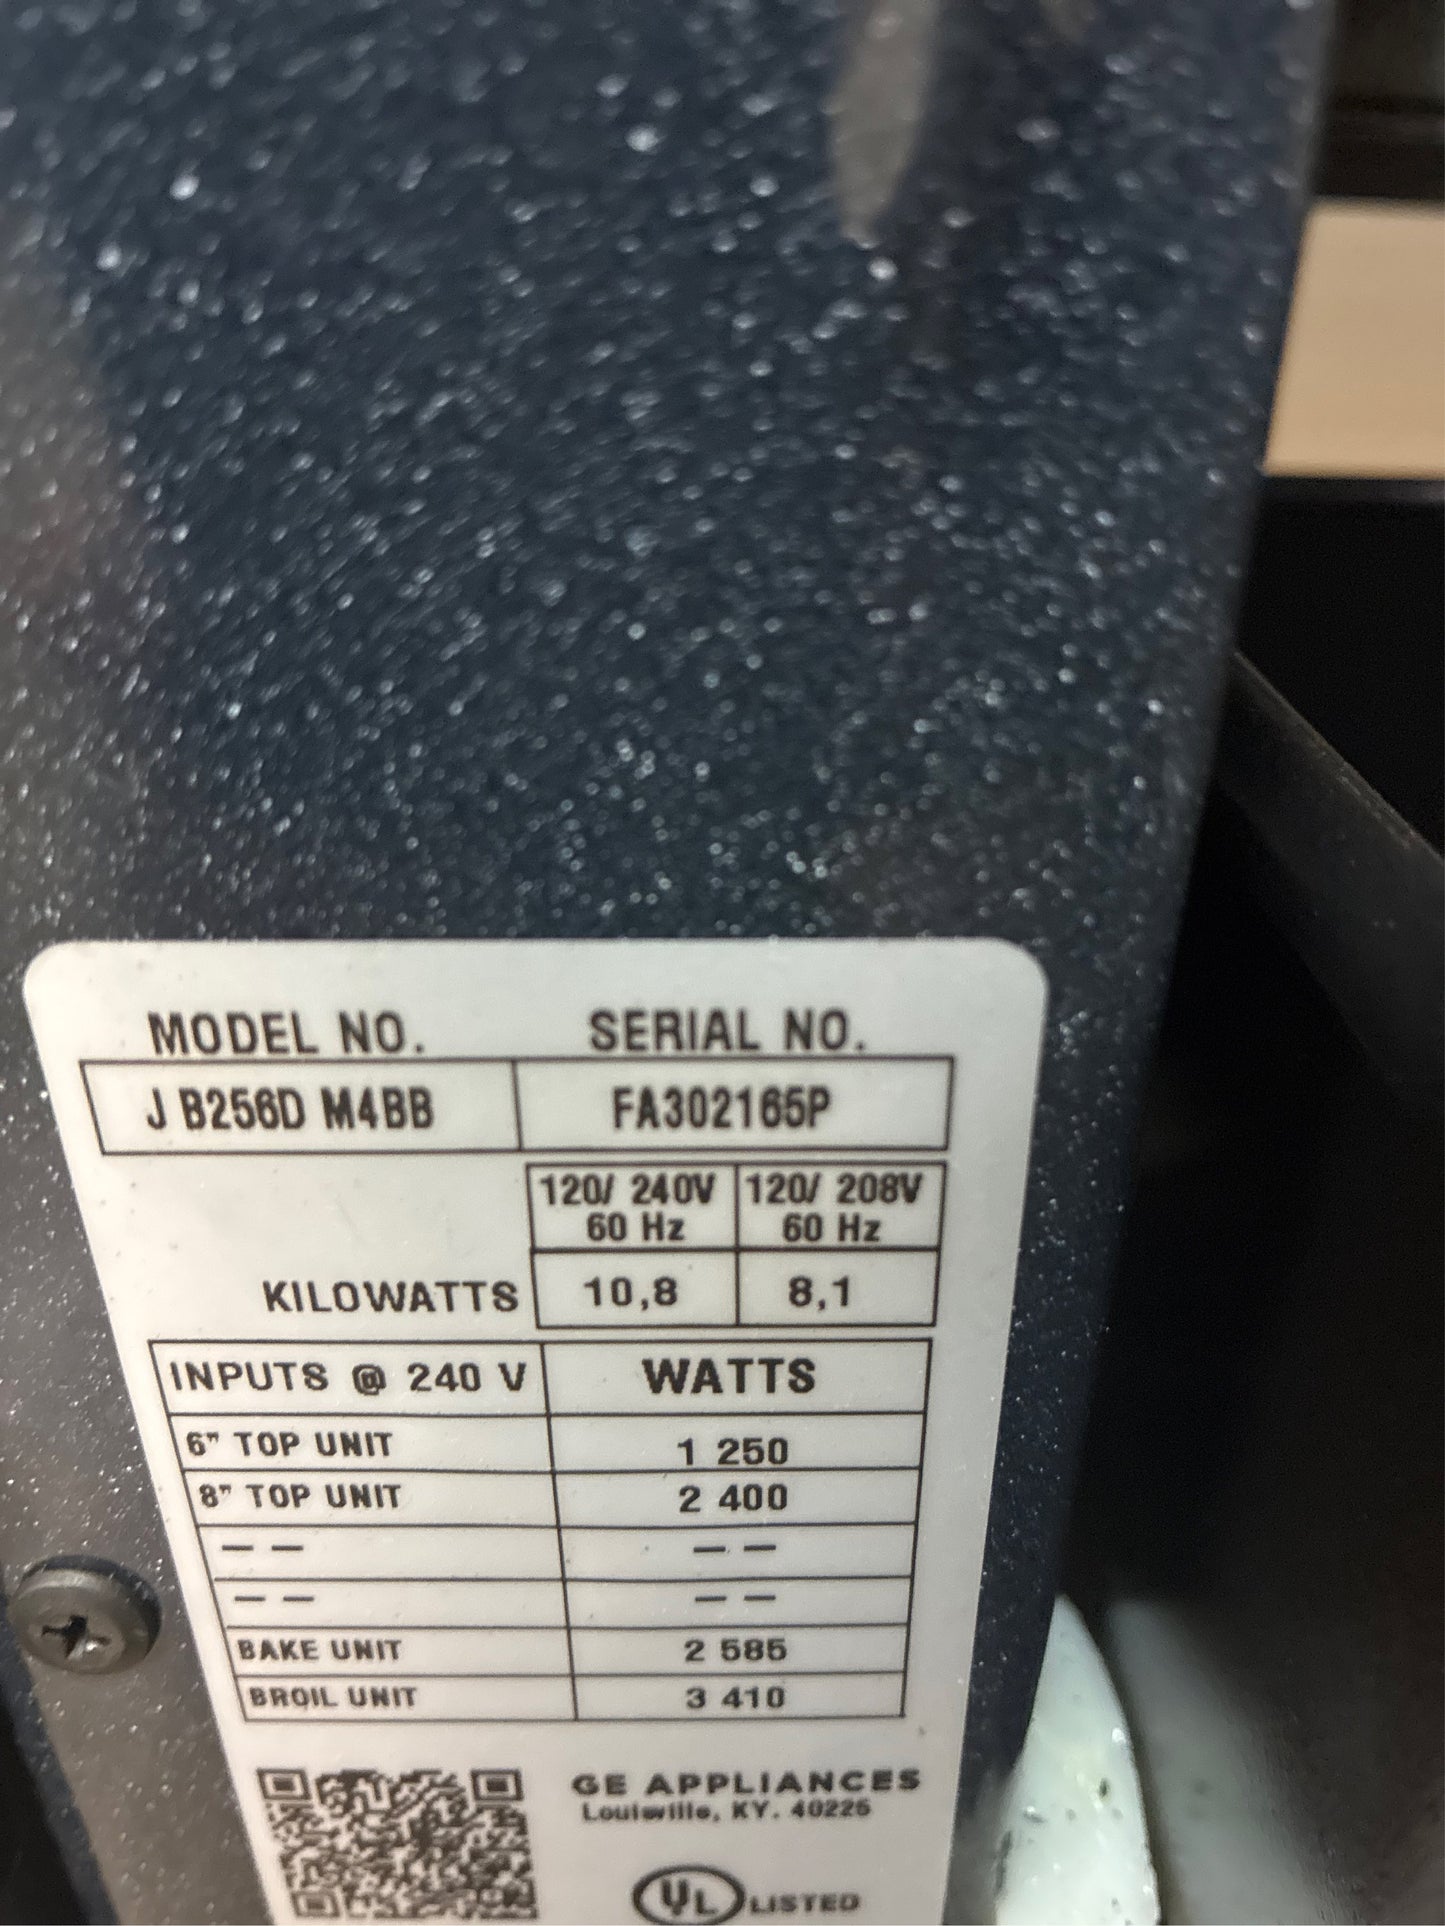 MODEL NO. SERIAL NO.
J B256D M4BB FA302165P
120/ 240V 120/ 208V
60 Hz 60 Hz
KILOWATTS 10,8 8,1
INPUTS @ 240 V WATTS
6" TOP UNIT 1 250
8" TOP UNIT 2 400
— — — —
— — — —
BAKE UNIT 2 585
BROIL UNIT 3 410
GE APPLIANCES
Louisville, KY. 40225
UL LISTED